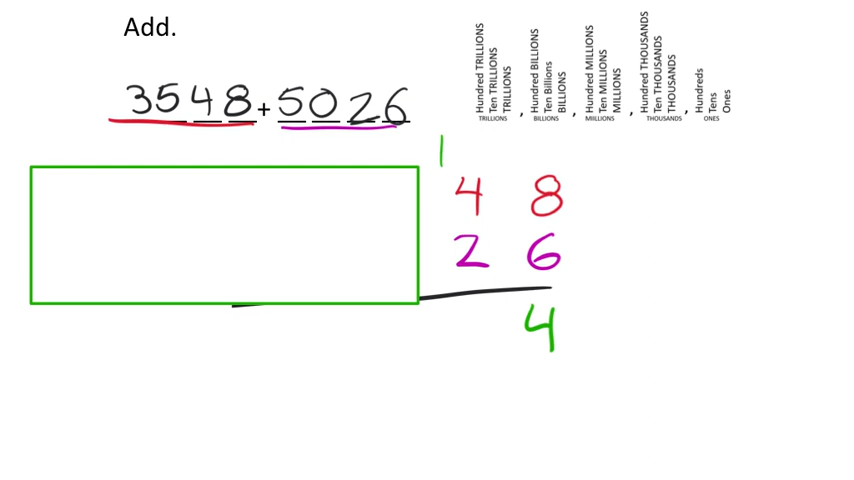 Add.
3548 + 5026
Hundred TRILLIONS
Ten TRILLIONS
TRILLIONS
TRILLIONS
,
Hundred BILLIONS
Ten Billions
BILLIONS
BILLIONS
,
Hundred MILLIONS
Ten MILLIONS
MILLIONS
MILLIONS
,
Hundred THOUSANDS
Ten THOUSANDS
THOUSANDS
THOUSANDS
,
Hundreds
Tens
Ones
ONES
1
4 8
2 6
4